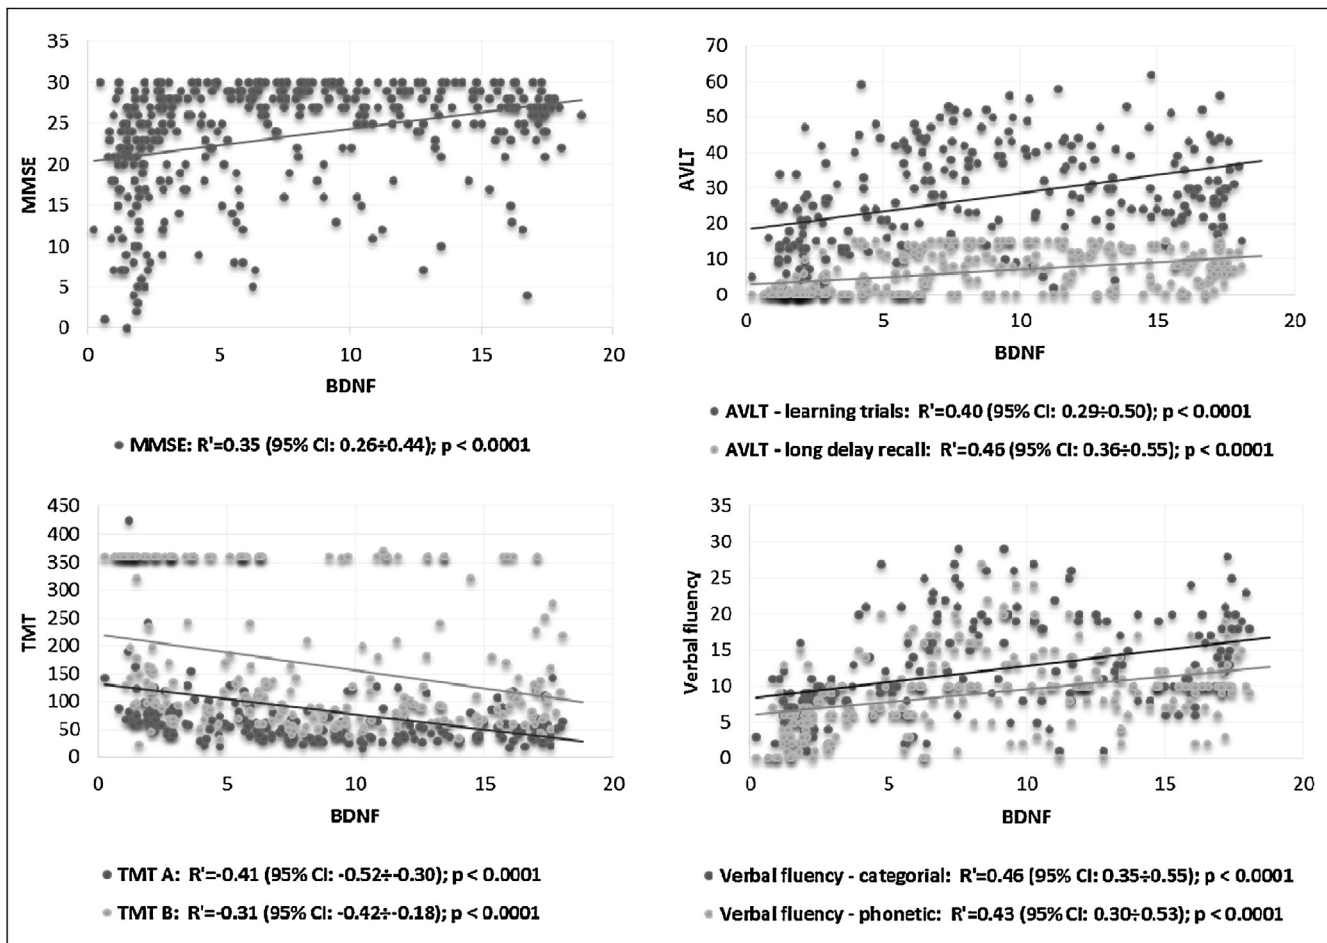 35
30
25
20
15
10
5
0
MMSE
0 5 10 15 20
BDNF
MMSE: R'=0.35 (95% CI: 0.26÷0.44); p < 0.0001
70
60
50
40
30
20
10
0
AVLT
0 5 10 15 20
BDNF
AVLT - learning trials: R'=0.40 (95% CI: 0.29÷0.50); p < 0.0001
AVLT - long delay recall: R'=0.46 (95% CI: 0.36÷0.55); p < 0.0001
450
400
350
300
250
200
150
100
50
0
TMT
0 5 10 15 20
BDNF
TMT A: R'=-0.41 (95% CI: -0.52÷-0.30); p < 0.0001
TMT B: R'=-0.31 (95% CI: -0.42÷-0.18); p < 0.0001
35
30
25
20
15
10
5
0
Verbal fluency
0 5 10 15 20
BDNF
Verbal fluency - categorial: R'=0.46 (95% CI: 0.35÷0.55); p < 0.0001
Verbal fluency - phonetic: R'=0.43 (95% CI: 0.30÷0.53); p < 0.0001